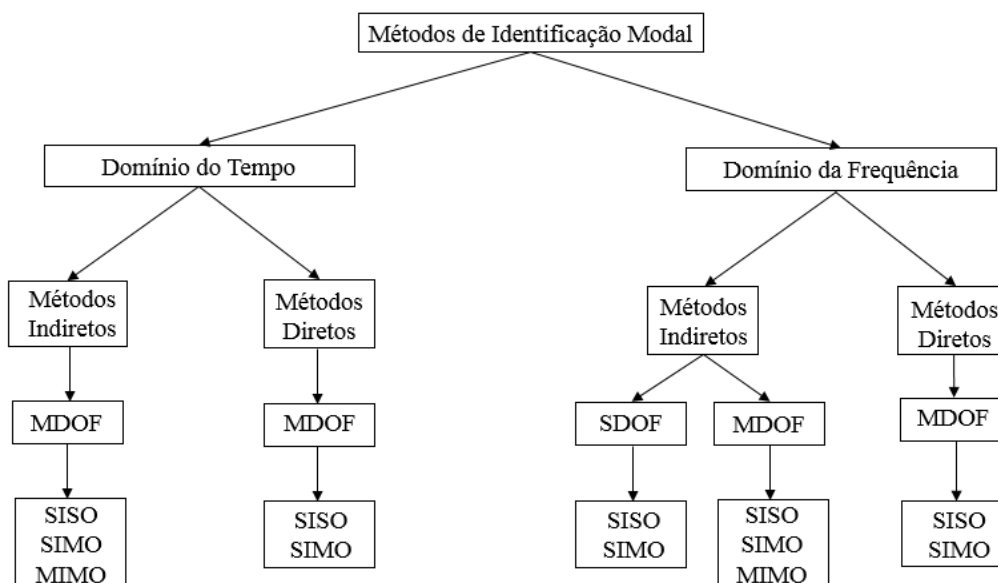 Métodos de Identificação Modal
Domínio do Tempo
Domínio da Frequência
Métodos
Indiretos
Métodos
Diretos
Métodos
Indiretos
Métodos
Diretos
MDOF
MDOF
SDOF
MDOF
MDOF
SISO
SIMO
MIMO
SISO
SIMO
SISO
SIMO
SISO
SIMO
MIMO
SISO
SIMO